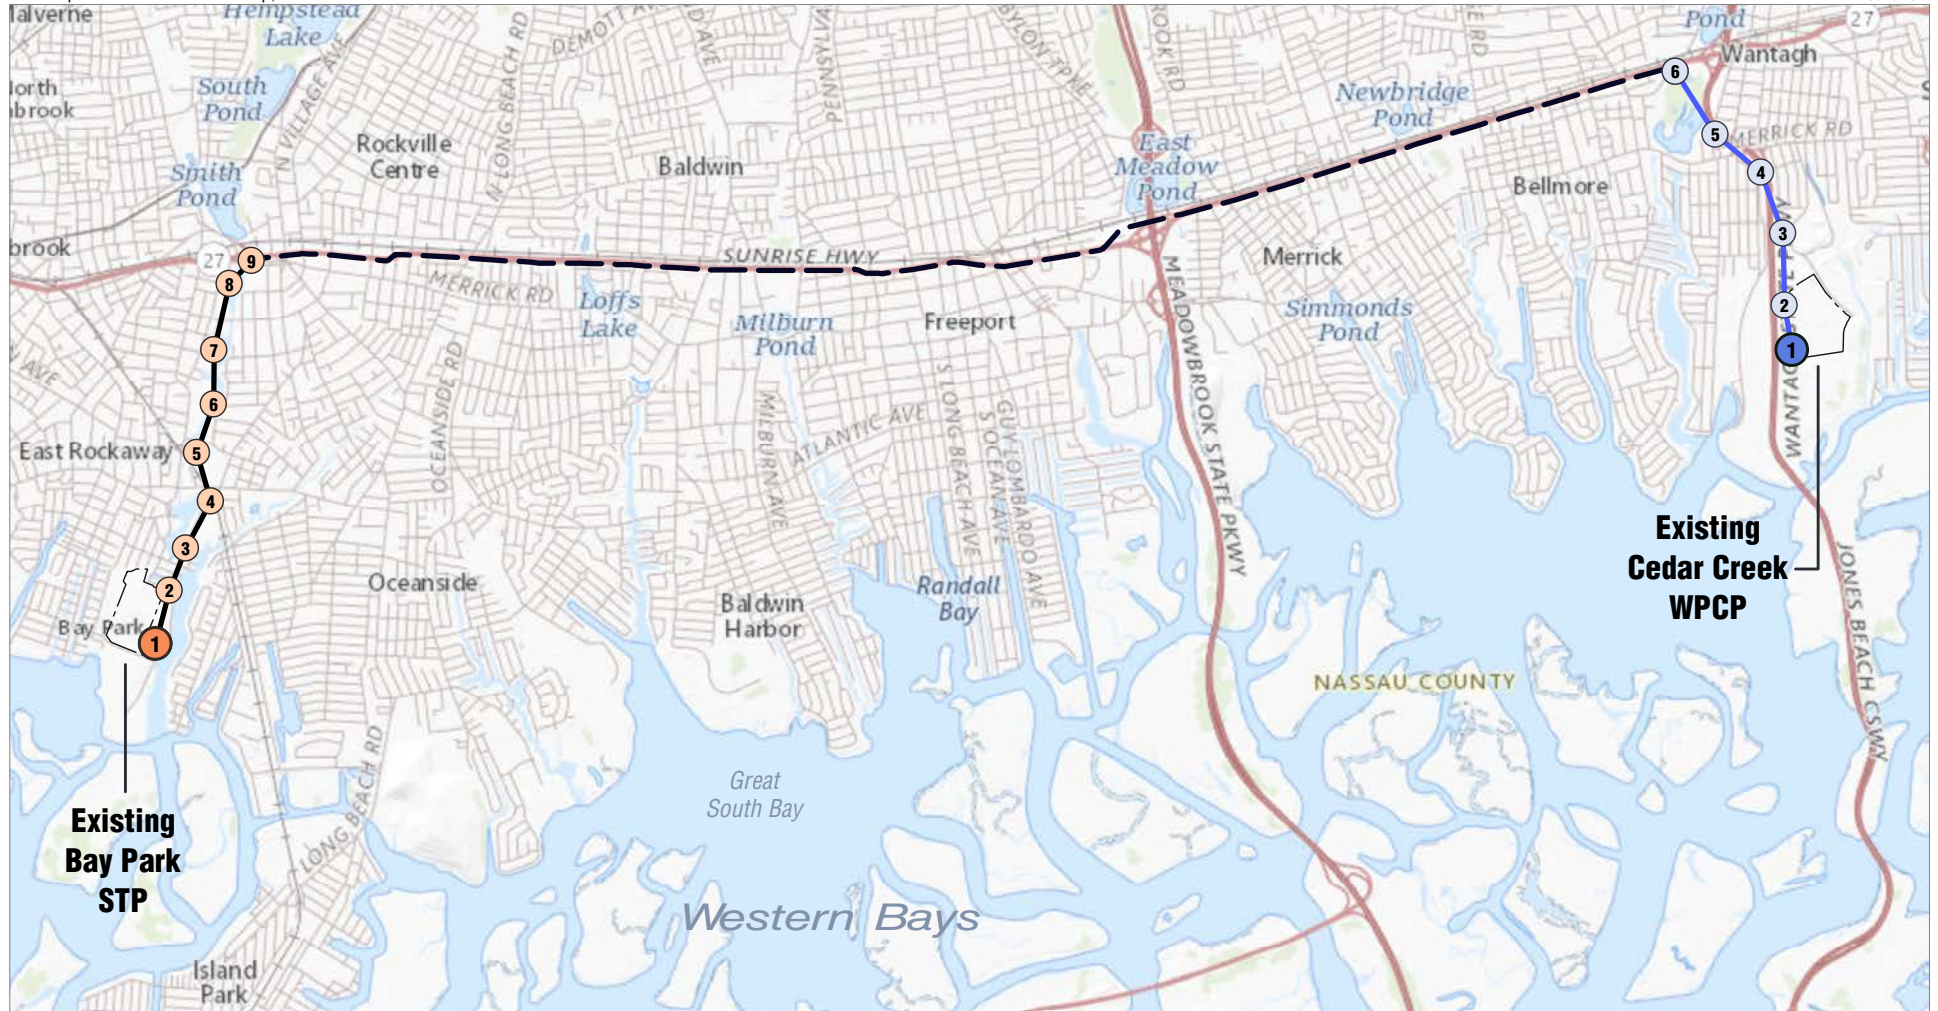 Malverne
Hempstead
Lake
DEMOTT AVE
Pond
27
Wantagh
South
Pond
N VILLAGE AVE
N LONG BEACH RD
Newbridge
Pond
6
Rockville
Centre
Baldwin
East
Meadow
Pond
5
MERRICK RD
Smith
Pond
4
Bellmore
3
27
9
SUNRISE HWY
Merrick
8
MERRICK RD
Loffs
Lake
Milburn
Pond
Freeport
Simmonds
Pond
2
1
7
OCEANSIDE RD
MEADOWBROOK STATE PKWY
6
MILBURN AVE
ATLANTIC AVE
S LONG BEACH AVE
S OCEAN AVE
GUY LOMBARDO AVE
East Rockaway
5
4
3
Existing
Cedar Creek
WPCP
JONES BEACH CSWY
2
Oceanside
Randall
Bay
Baldwin
Harbor
Bay Park
1
NASSAU COUNTY
Great
South Bay
LONG BEACH RD
Existing
Bay Park
STP
Western Bays
Island
Park